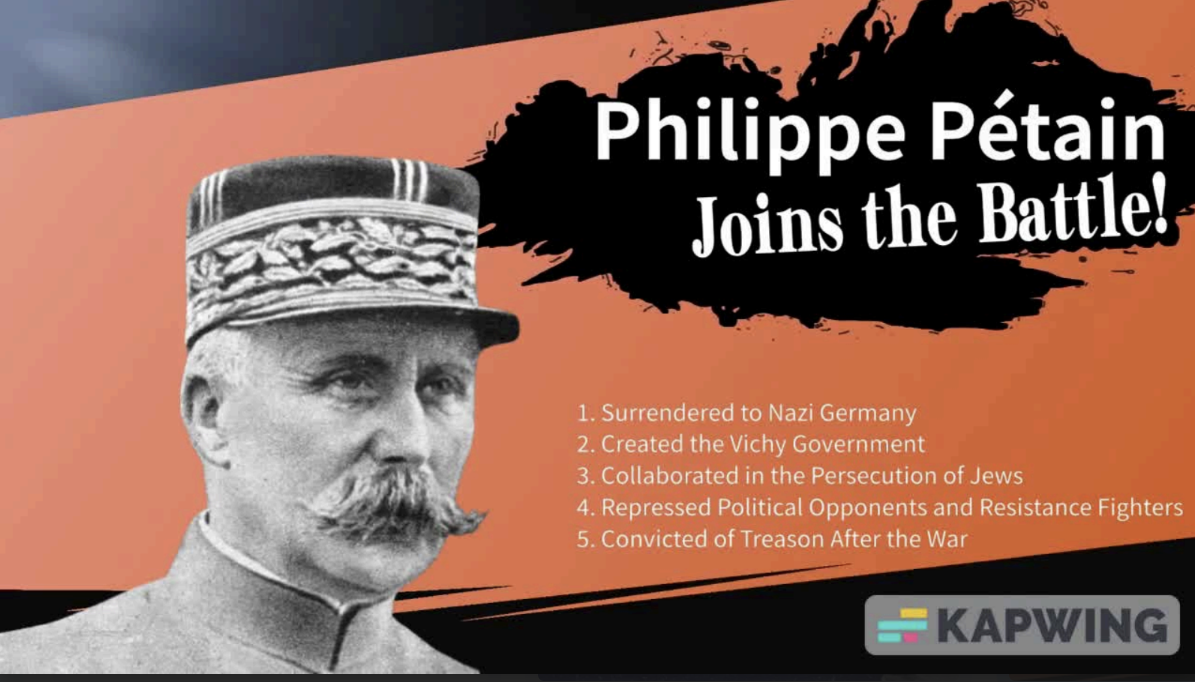 Philippe Pétain
Joins the Battle!
1. Surrendered to Nazi Germany
2. Created the Vichy Government
3. Collaborated in the Persecution of Jews
4. Repressed Political Opponents and Resistance Fighters
5. Convicted of Treason After the War
KAPWING